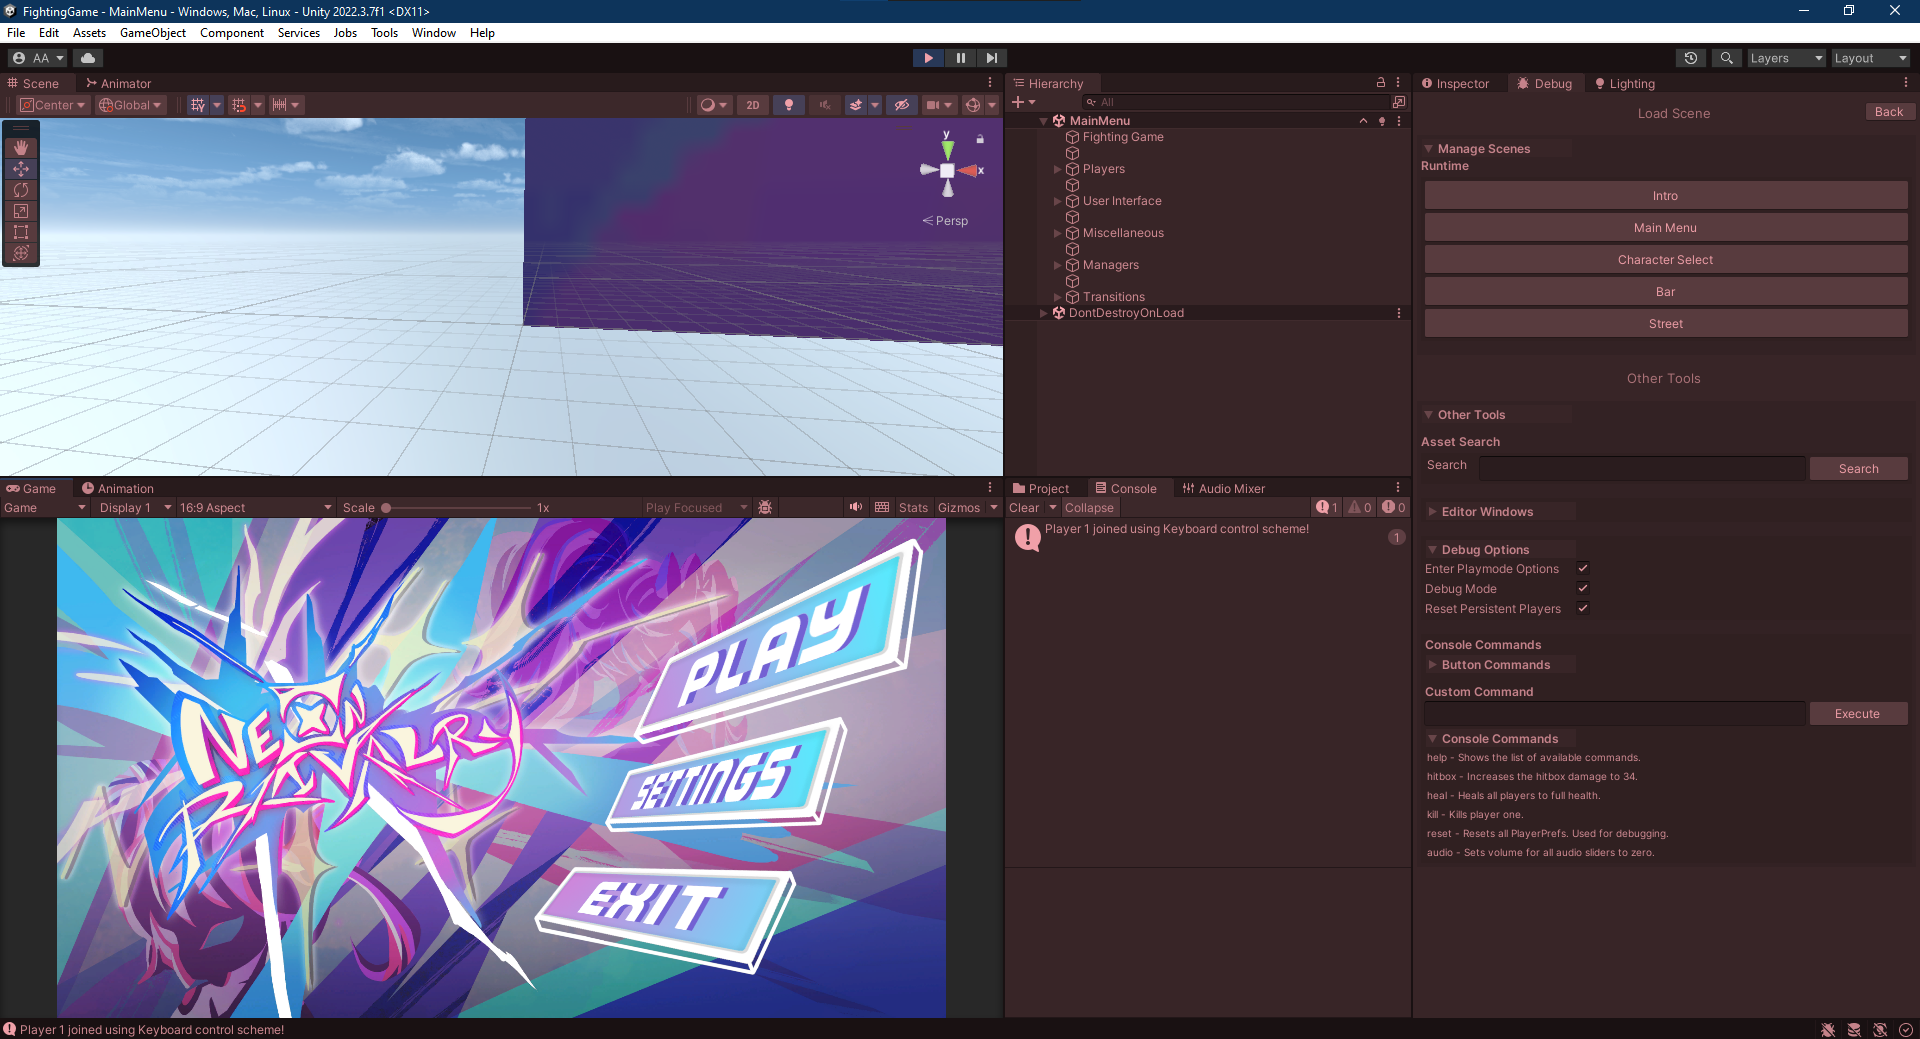 FightingGame - MainMenu - Windows, Mac, Linux - Unity 2022.3.7f1 <DX11>
File Edit Assets GameObject Component Services Jobs Tools Window Help
AA Layers Layout
Scene Animator
Center Global 2D
y
x
Persp
Hierarchy
All
MainMenu
Fighting Game
Players
User Interface
Miscellaneous
Managers
Transitions
DontDestroyOnLoad
Inspector Debug Lighting
Load Scene Back
Manage Scenes
Runtime
Intro
Main Menu
Character Select
Bar
Street
Other Tools
Other Tools
Asset Search
Search Search
Editor Windows
Debug Options
Enter Playmode Options
Debug Mode
Reset Persistent Players
Console Commands
Button Commands
Custom Command
Execute
Console Commands
help - Shows the list of available commands.
hitbox - Increases the hitbox damage to 34.
heal - Heals all players to full health.
kill - Kills player one.
reset - Resets all PlayerPrefs. Used for debugging.
audio - Sets volume for all audio sliders to zero.
Game Animation
Game Display 1 16:9 Aspect Scale 1x Play Focused Stats Gizmos
NEON
RIVALRY
PLAY
SETTINGS
EXIT
Project Console Audio Mixer
Clear Collapse 1 0 0
Player 1 joined using Keyboard control scheme! 1
Player 1 joined using Keyboard control scheme!